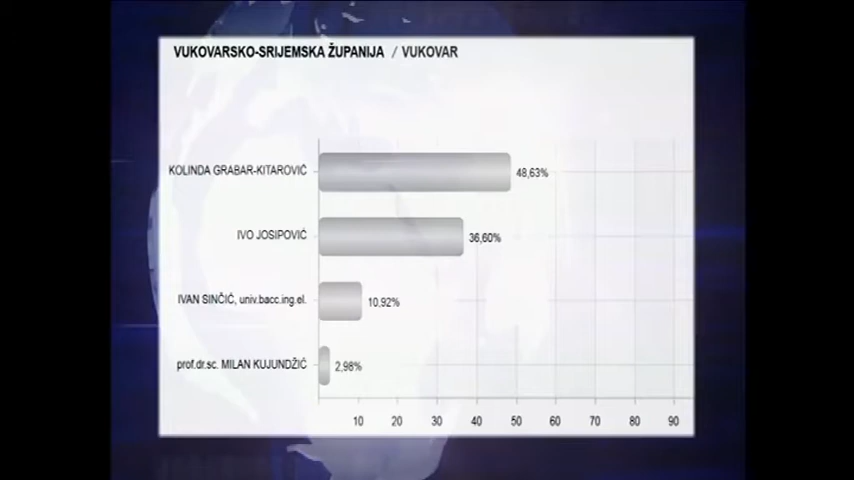 VUKOVARSKO-SRIJEMSKA ŽUPANIJA / VUKOVAR
KOLINDA GRABAR-KITAROVIĆ 48,63%
IVO JOSIPOVIĆ 36,60%
IVAN SINČIĆ, univ.bacc.ing.el. 10,92%
prof.dr.sc. MILAN KUJUNDŽIĆ 2,98%
10 20 30 40 50 60 70 80 90